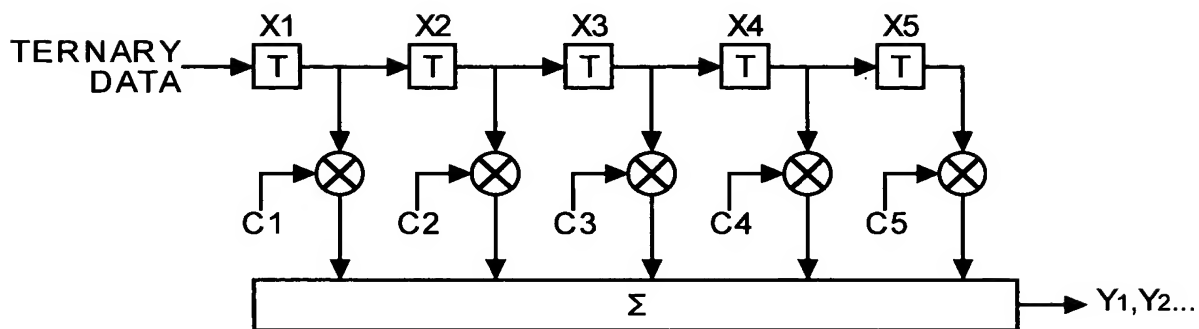 X1 X2 X3 X4 X5
TERNARY
DATA
T T T T T
C1 C2 C3 C4 C5
Σ
Y1,Y2...